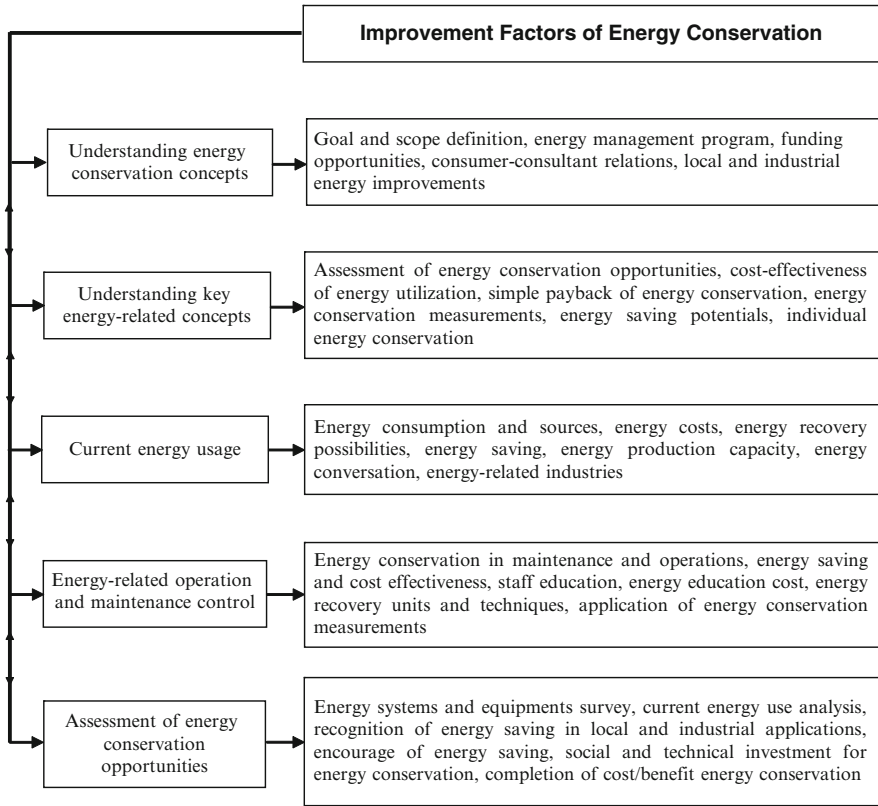 Improvement Factors of Energy Conservation
Understanding energy
conservation concepts
Goal and scope definition, energy management program, funding
opportunities, consumer-consultant relations, local and industrial
energy improvements
Understanding key
energy-related concepts
Assessment of energy conservation opportunities, cost-effectiveness
of energy utilization, simple payback of energy conservation, energy
conservation measurements, energy saving potentials, individual
energy conservation
Current energy usage
Energy consumption and sources, energy costs, energy recovery
possibilities, energy saving, energy production capacity, energy
conversation, energy-related industries
Energy-related operation
and maintenance control
Energy conservation in maintenance and operations, energy saving
and cost effectiveness, staff education, energy education cost, energy
recovery units and techniques, application of energy conservation
measurements
Assessment of energy
conservation
opportunities
Energy systems and equipments survey, current energy use analysis,
recognition of energy saving in local and industrial applications,
encourage of energy saving, social and technical investment for
energy conservation, completion of cost/benefit energy conservation